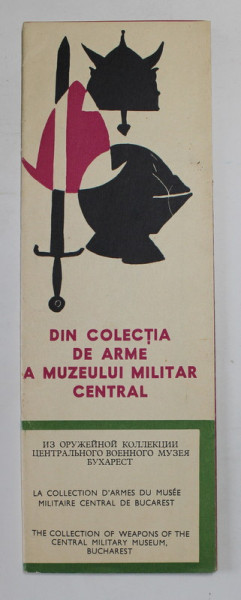 DIN COLECȚIA
DE ARME
A MUZEULUI MILITAR
CENTRAL
ИЗ ОРУЖЕЙНОЙ КОЛЛЕКЦИИ
ЦЕНТРАЛЬНОГО ВОЕННОГО МУЗЕЯ
БУХАРЕСТ
LA COLLECTION D'ARMES DU MUSÉE
MILITAIRE CENTRAL DE BUCAREST
THE COLLECTION OF WEAPONS OF THE
CENTRAL MILITARY MUSEUM,
BUCHAREST